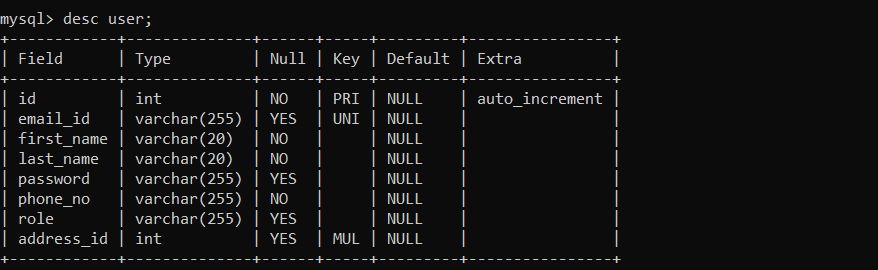 mysql> desc user;
+------------+--------------+------+-----+---------+----------------+
| Field      | Type         | Null | Key | Default | Extra          |
+------------+--------------+------+-----+---------+----------------+
| id         | int          | NO   | PRI | NULL    | auto_increment |
| email_id   | varchar(255) | YES  | UNI | NULL    |                |
| first_name | varchar(20)  | NO   |     | NULL    |                |
| last_name  | varchar(20)  | NO   |     | NULL    |                |
| password   | varchar(255) | YES  |     | NULL    |                |
| phone_no   | varchar(255) | NO   |     | NULL    |                |
| role       | varchar(255) | YES  |     | NULL    |                |
| address_id | int          | YES  | MUL | NULL    |                |
+------------+--------------+------+-----+---------+----------------+